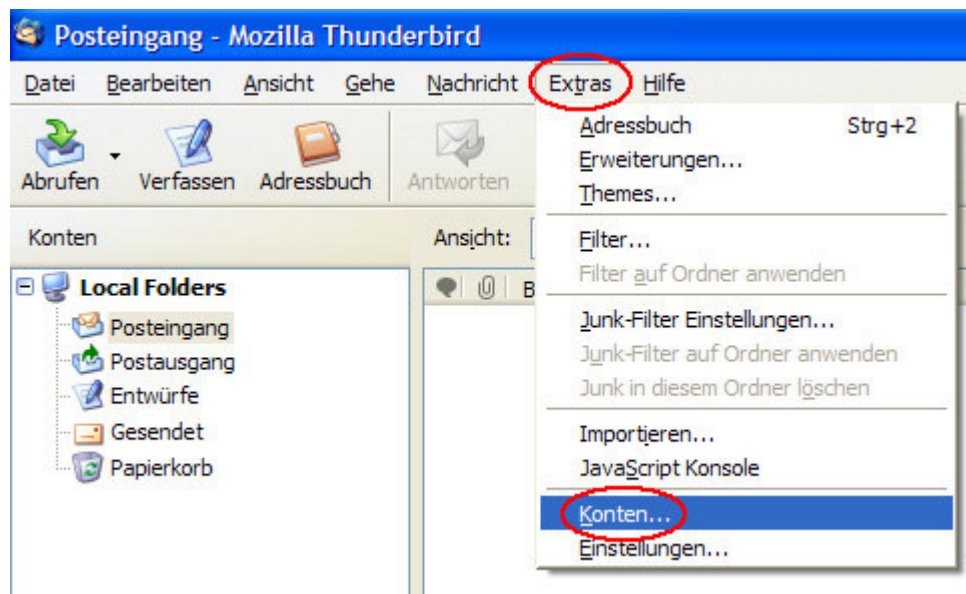 Posteingang - Mozilla Thunderbird
Datei Bearbeiten Ansicht Gehe Nachricht Extras Hilfe
Abrufen Verfassen Adressbuch Antworten
Konten Ansicht:
Local Folders
B
Posteingang
Postausgang
Entwürfe
Gesendet
Papierkorb
Adressbuch Strg+2
Erweiterungen...
Themes...
Filter...
Filter auf Ordner anwenden
Junk-Filter Einstellungen...
Junk-Filter auf Ordner anwenden
Junk in diesem Ordner löschen
Importieren...
JavaScript Konsole
Konten...
Einstellungen...